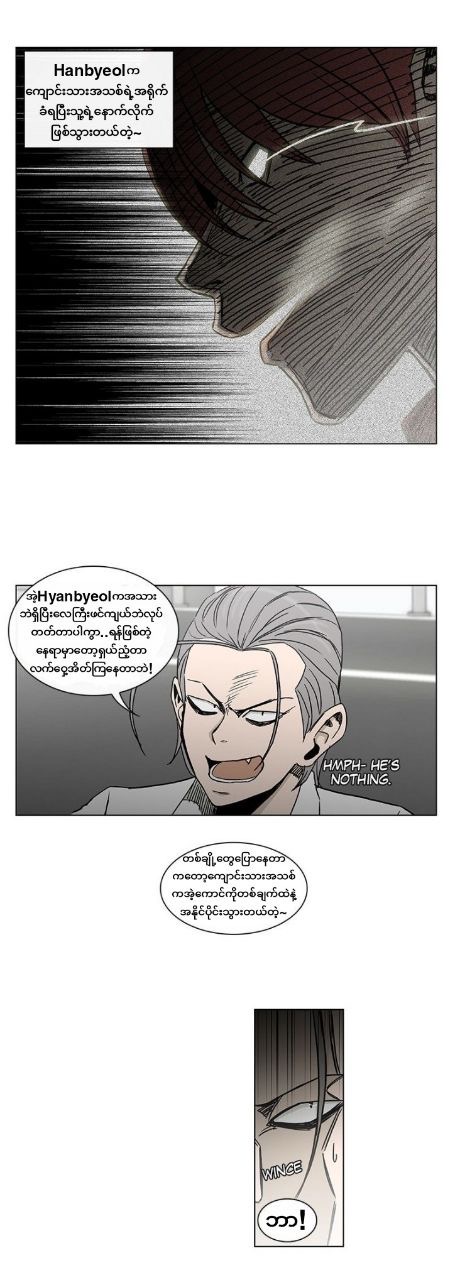 Hanbyeolက
ကျောင်းသားအသစ်ရဲ့အရိုက်
ခံရပြီးသူ့ရဲ့နောက်လိုက်
ဖြစ်သွားတယ်တဲ့~
အဲ့Hyanbyeolကအသား
ဘဲရှိပြီးလေကြီးဖင်ကျယ်ဘဲလုပ်
တတ်တာပါကွာ..ရန်ဖြစ်တဲ့
နေရာမှာတော့ရှယ်ညံ့တာ
လက်ဝှေ့အိတ်ကြနေတာဘဲ!
HMPH- HE'S
NOTHING.
တစ်ချို့တွေပြောနေတာ
ကတော့ကျောင်းသားအသစ်
ကအဲ့ကောင်ကိုတစ်ချက်ထဲနဲ့
အနိုင်ပိုင်းသွားတယ်တဲ့~
WINCE
ဘာ!